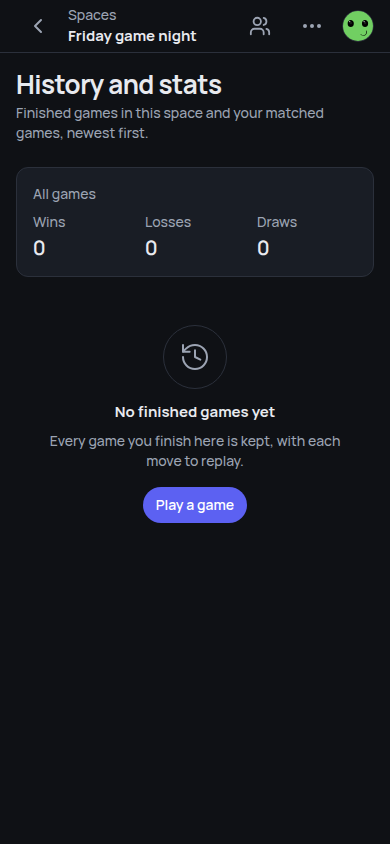 Spaces
Friday game night
History and stats
Finished games in this space and your matched
games, newest first.
All games
Wins
Losses
Draws
0
0
0
No finished games yet
Every game you finish here is kept, with each
move to replay.
Play a game